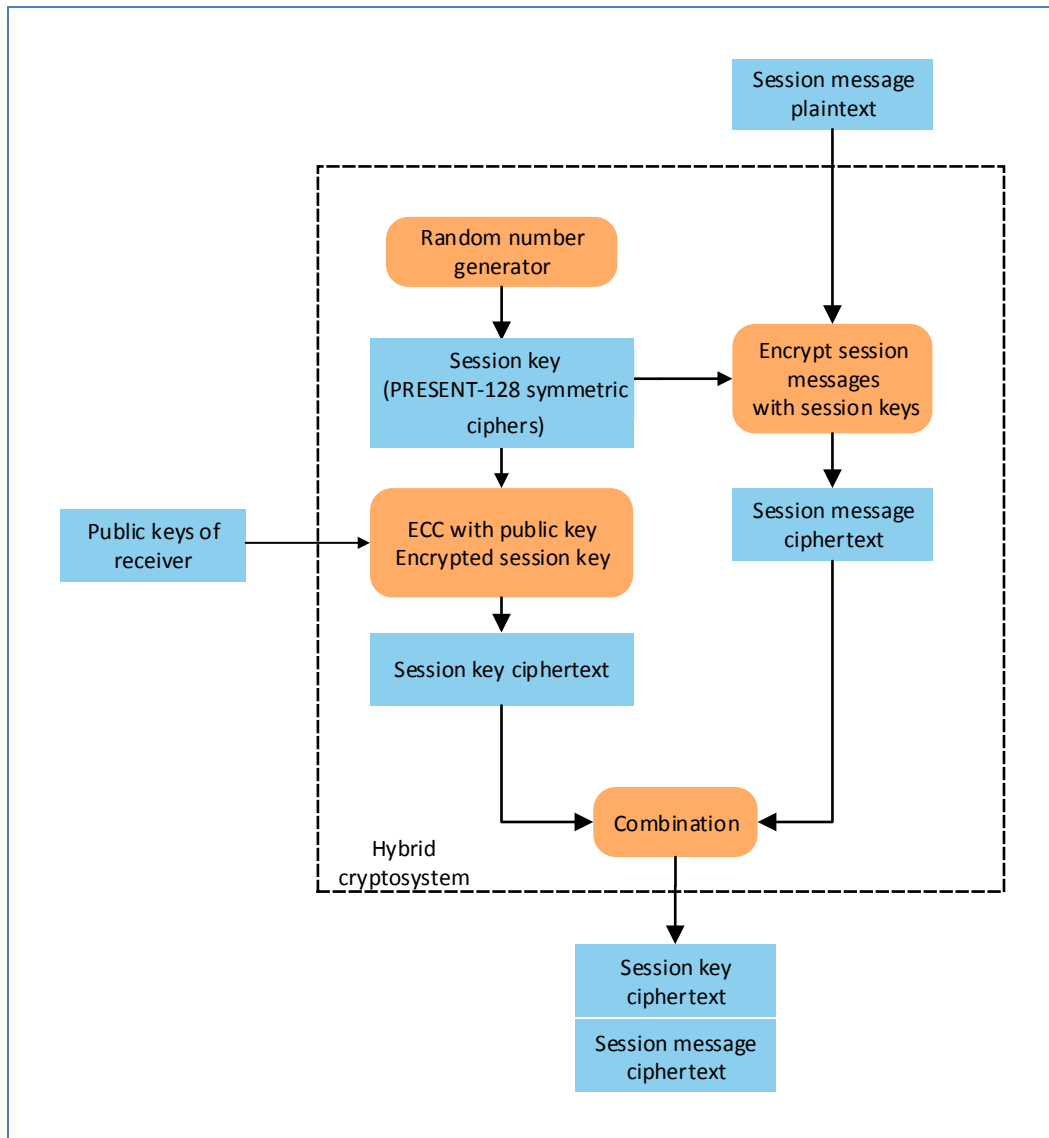 Session message
plaintext
Random number
generator
Session key
(PRESENT-128 symmetric
ciphers)
Encrypt session
messages
with session keys
Public keys of
receiver
ECC with public key
Encrypted session key
Session message
ciphertext
Session key ciphertext
Combination
Hybrid
cryptosystem
Session key
ciphertext
Session message
ciphertext